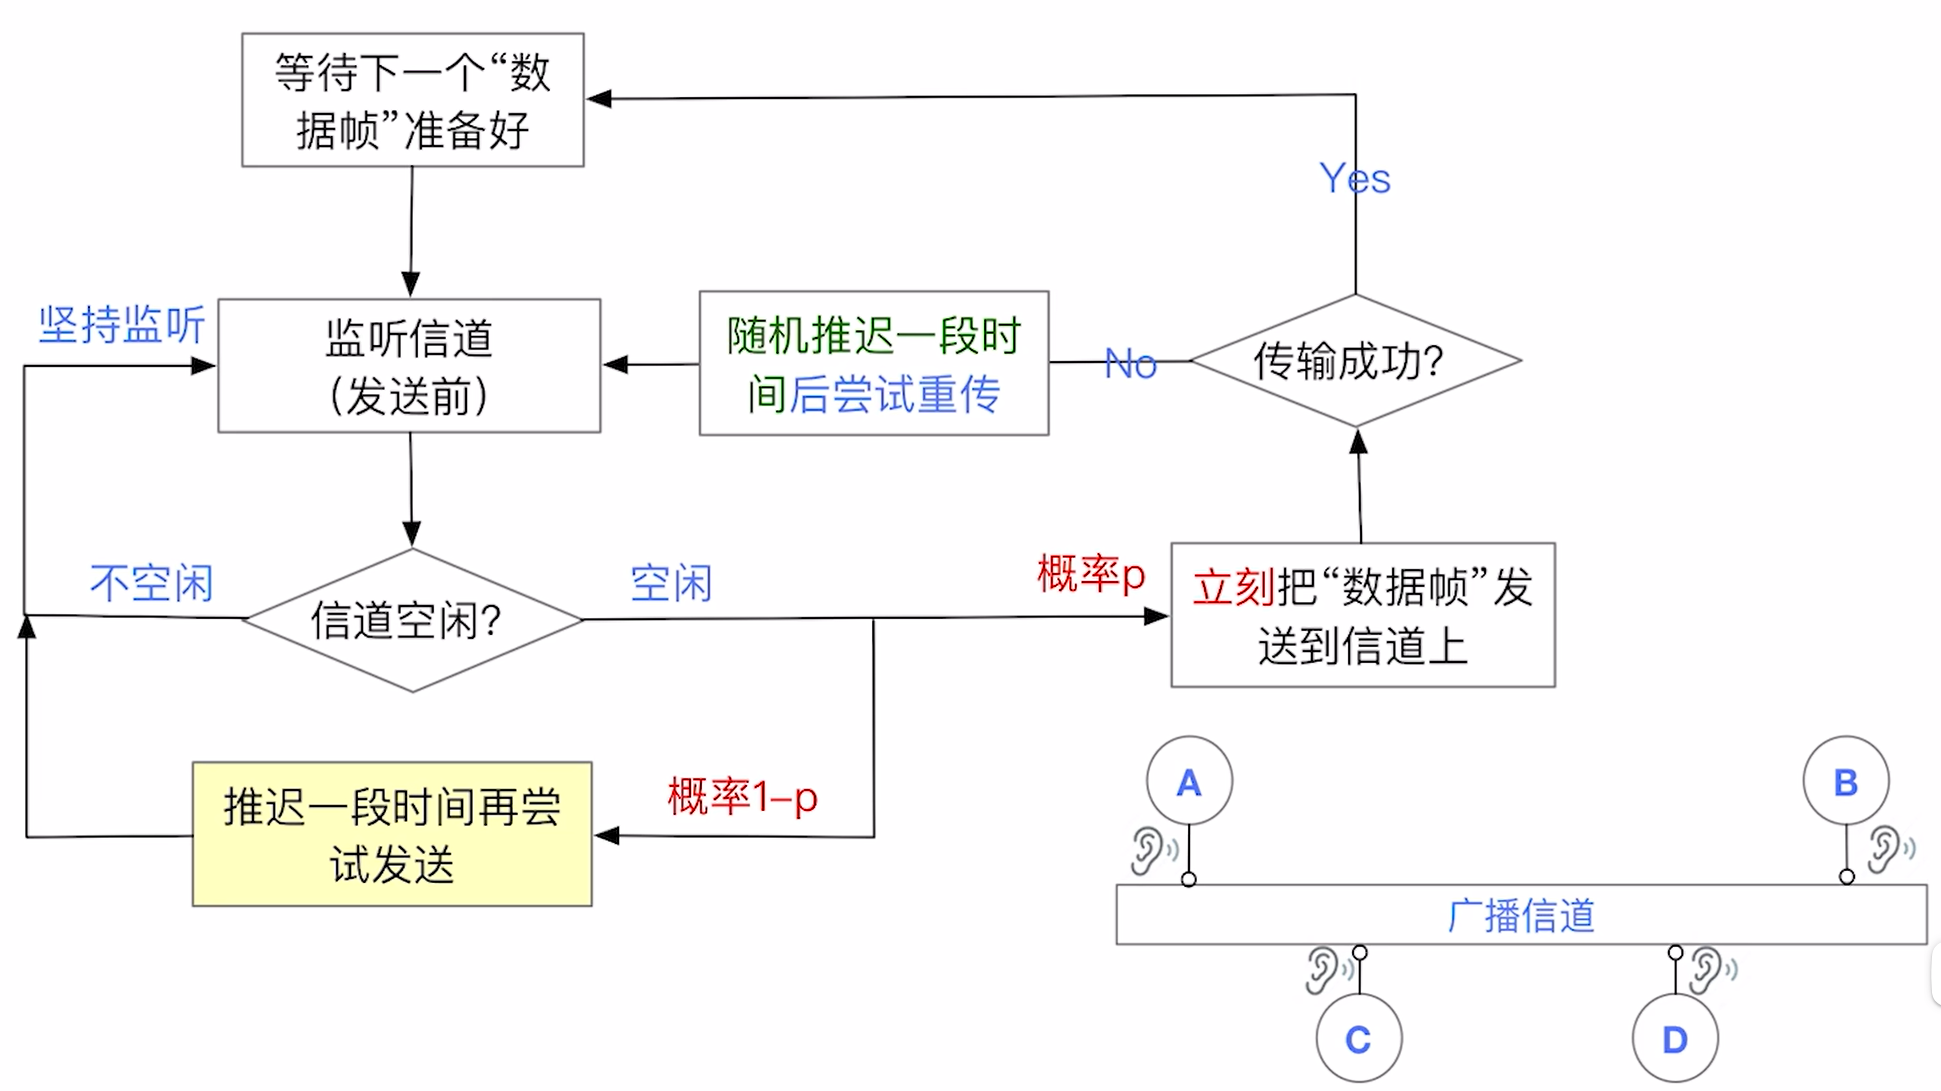 等待下一个“数
据帧”准备好
Yes
坚持监听
监听信道
（发送前）
随机推迟一段时
间后尝试重传
No
传输成功?
不空闲
信道空闲?
空闲
概率p
立刻把“数据帧”发
送到信道上
推迟一段时间再尝
试发送
概率1-p
A
B
广播信道
C
D